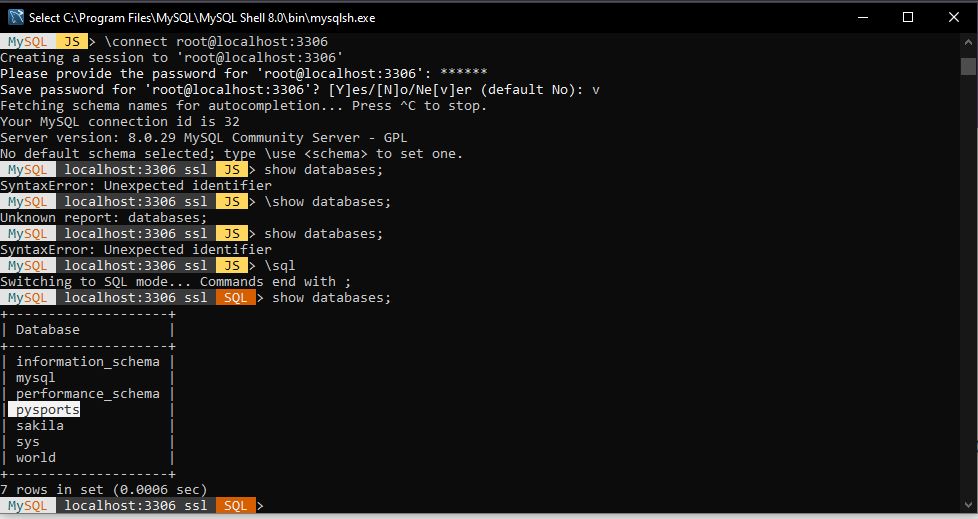 Select C:\Program Files\MySQL\MySQL Shell 8.0\bin\mysqlsh.exe
MySQL JS > \connect root@localhost:3306
Creating a session to 'root@localhost:3306'
Please provide the password for 'root@localhost:3306': ******
Save password for 'root@localhost:3306'? [Y]es/[N]o/Ne[v]er (default No): v
Fetching schema names for autocompletion... Press ^C to stop.
Your MySQL connection id is 32
Server version: 8.0.29 MySQL Community Server - GPL
No default schema selected; type \use <schema> to set one.
MySQL localhost:3306 ssl JS > show databases;
SyntaxError: Unexpected identifier
MySQL localhost:3306 ssl JS > \show databases;
Unknown report: databases;
MySQL localhost:3306 ssl JS > show databases;
SyntaxError: Unexpected identifier
MySQL localhost:3306 ssl JS > \sql
Switching to SQL mode... Commands end with ;
MySQL localhost:3306 ssl SQL > show databases;
+--------------------+
| Database           |
+--------------------+
| information_schema |
| mysql              |
| performance_schema |
| pysports           |
| sakila             |
| sys                |
| world              |
+--------------------+
7 rows in set (0.0006 sec)
MySQL localhost:3306 ssl SQL >